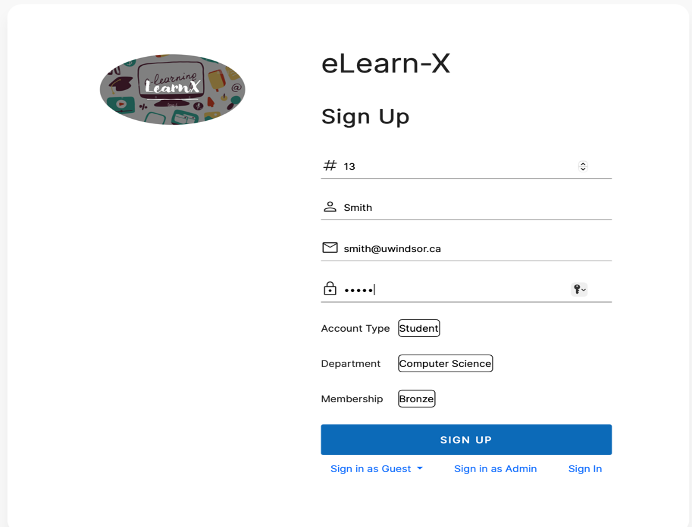 elearning
LearnX
eLearn-X
Sign Up
# 13
Smith
smith@uwindsor.ca
•••••
Account Type Student
Department Computer Science
Membership Bronze
SIGN UP
Sign in as Guest Sign in as Admin Sign In